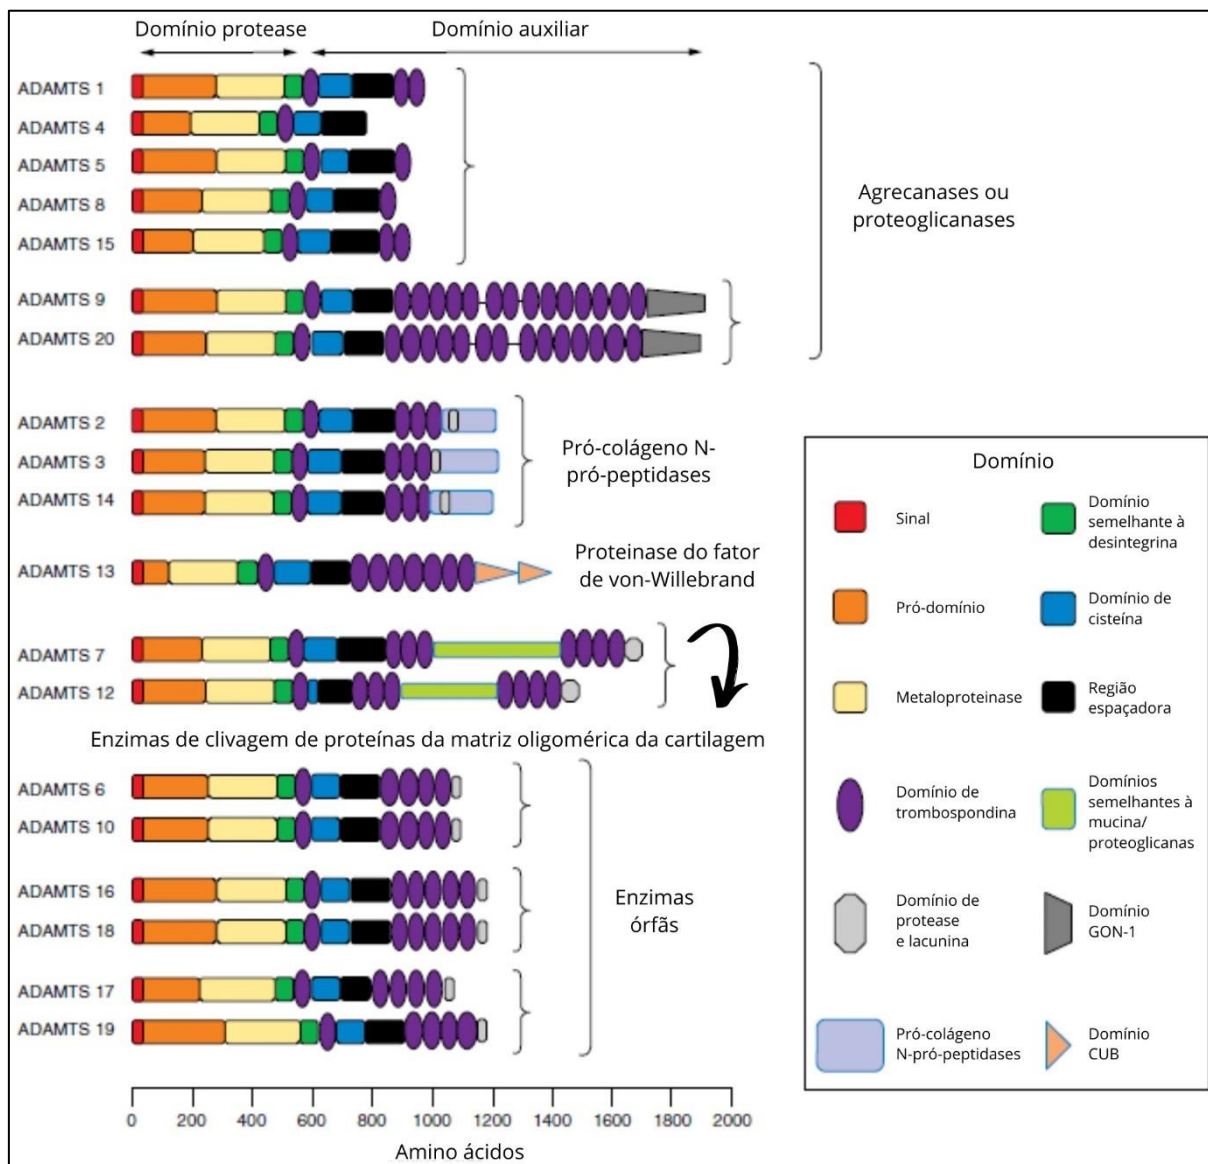 Domínio protease
Domínio auxiliar
ADAMTS 1
ADAMTS 4
ADAMTS 5
ADAMTS 8
ADAMTS 15
Agrecanases ou
proteoglicanases
ADAMTS 9
ADAMTS 20
ADAMTS 2
ADAMTS 3
ADAMTS 14
Pró-colágeno N-
pró-peptidases
ADAMTS 13
Proteinase do fator
de von-Willebrand
ADAMTS 7
ADAMTS 12
Enzimas de clivagem de proteínas da matriz oligomérica da cartilagem
ADAMTS 6
ADAMTS 10
ADAMTS 16
ADAMTS 18
Enzimas
órfãs
ADAMTS 17
ADAMTS 19
0 200 400 600 800 1000 1200 1400 1600 1800 2000
Amino ácidos
Domínio
Sinal
Domínio
semelhante à
desintegrina
Pró-domínio
Domínio de
cisteína
Metaloproteinase
Região
espaçadora
Domínio de
trombospondina
Domínios
semelhantes à
mucina/
proteoglicanas
Domínio de
protease
e lacunina
Domínio
GON-1
Pró-colágeno
N-pró-peptidases
Domínio
CUB